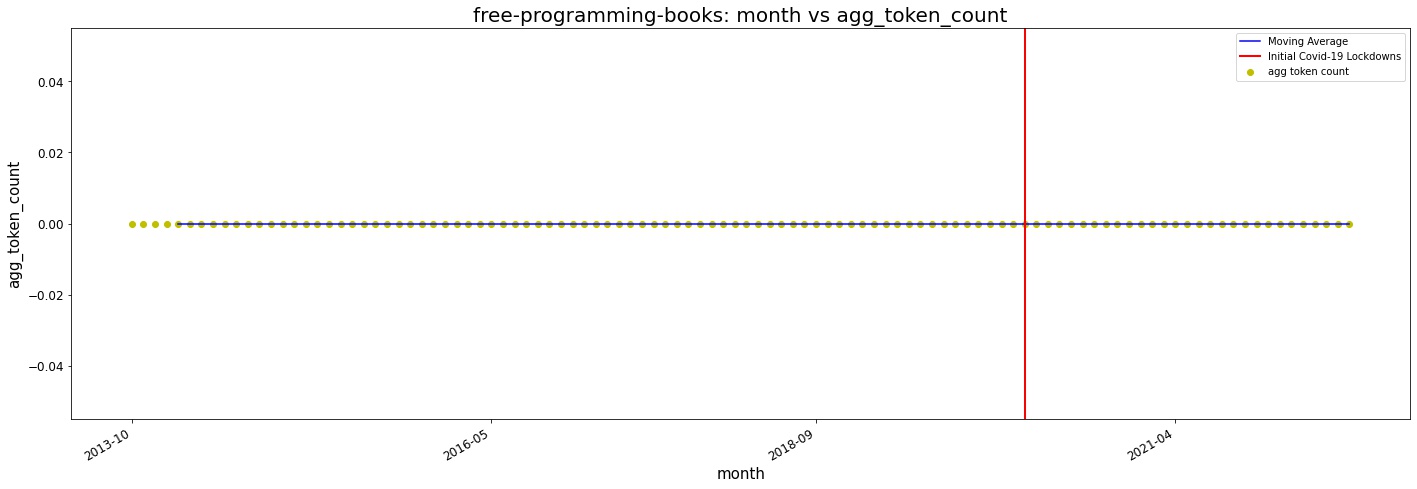 free-programming-books: month vs agg_token_count
Moving Average
Initial Covid-19 Lockdowns
agg token count
agg_token_count
0.04
0.02
0.00
−0.02
−0.04
2013-10
2016-05
2018-09
2021-04
month